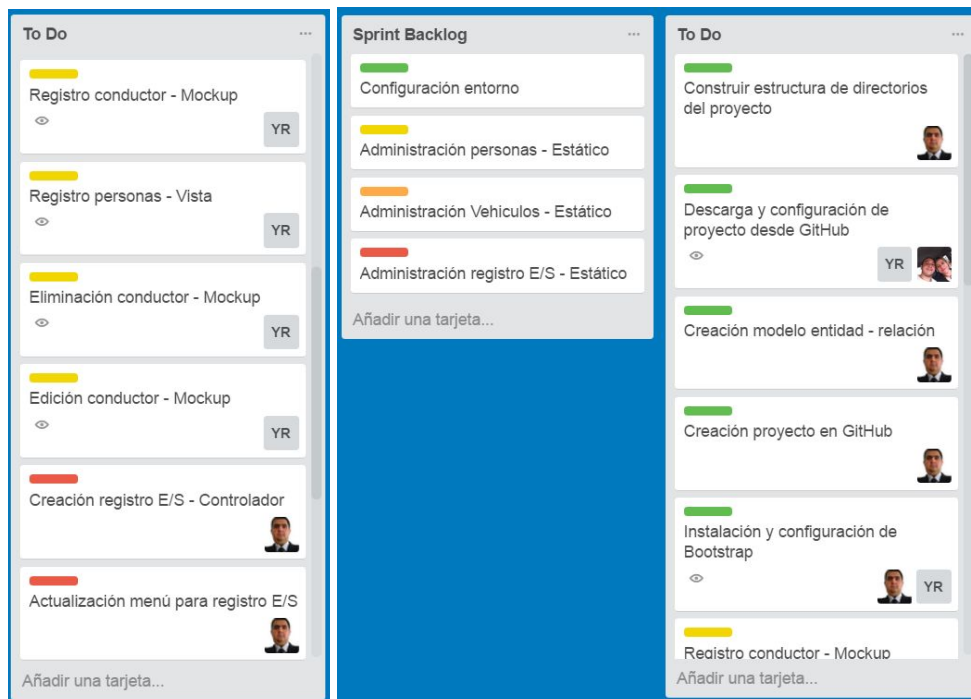 To Do
Registro conductor - Mockup
YR
Registro personas - Vista
YR
Eliminación conductor - Mockup
YR
Edición conductor - Mockup
YR
Creación registro E/S - Controlador
Actualización menú para registro E/S
Añadir una tarjeta...
Sprint Backlog
Configuración entorno
Administración personas - Estático
Administración Vehiculos - Estático
Administración registro E/S - Estático
Añadir una tarjeta...
To Do
Construir estructura de directorios
del proyecto
Descarga y configuración de
proyecto desde GitHub
YR
Creación modelo entidad - relación
Creación proyecto en GitHub
Instalación y configuración de
Bootstrap
YR
Registro conductor - Mockup
Añadir una tarjeta...